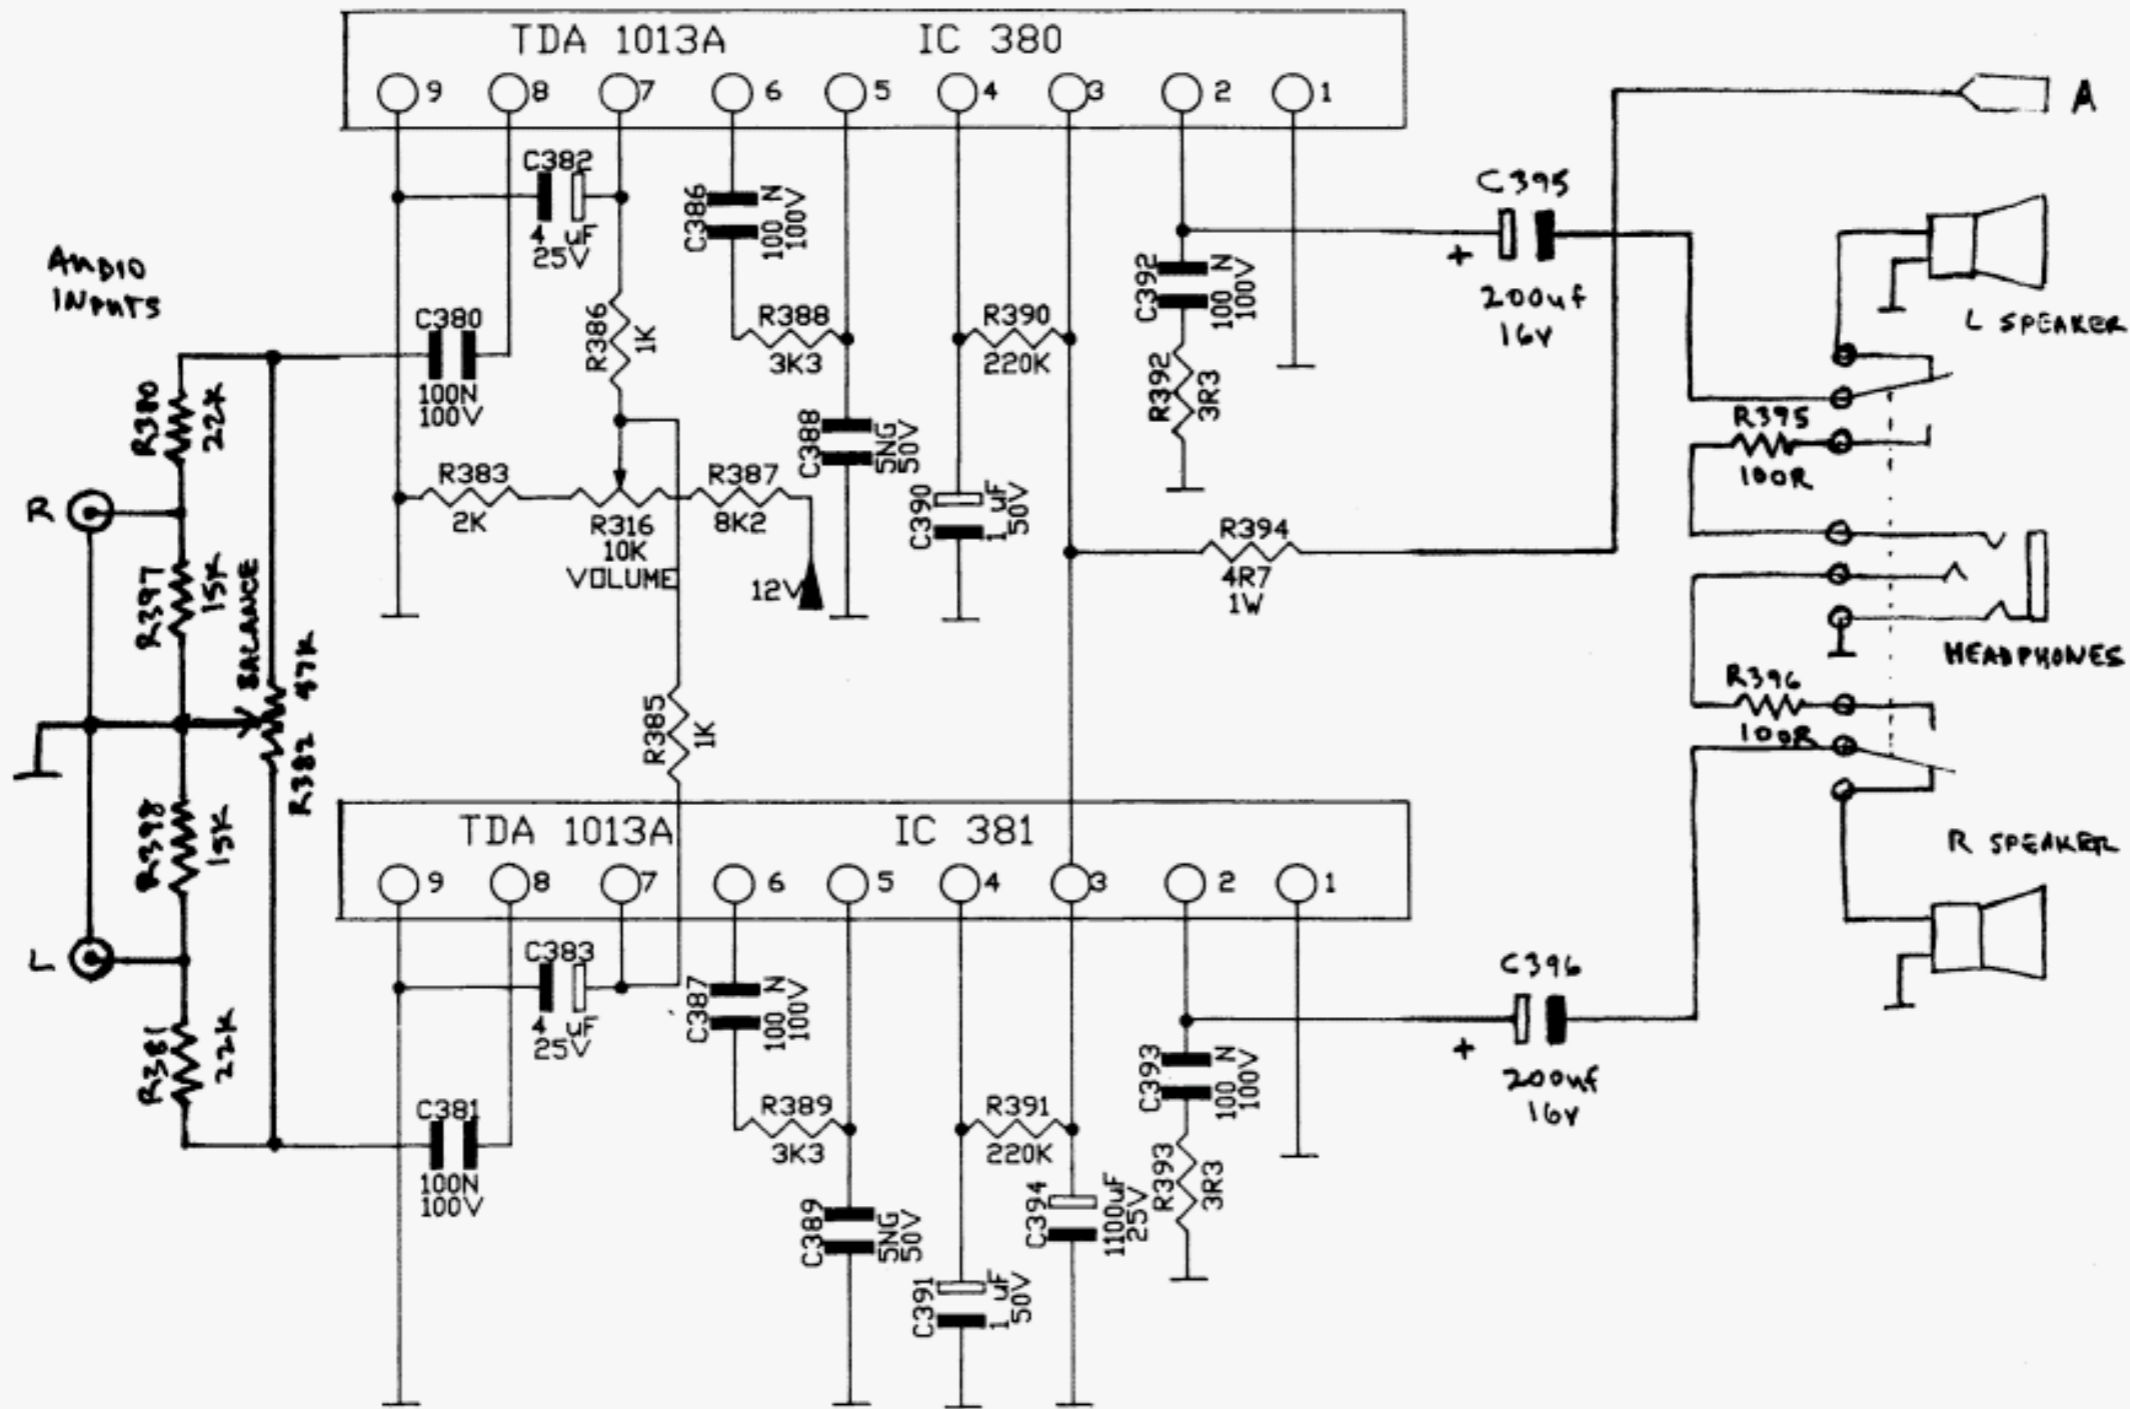 TDA 1013A IC 380
9 8 7 6 5 4 3 2 1
A
C382
4 uF
25V
C386
100 N
100V
C395
+
200uf
16V
L SPEAKER
AUDIO
INPUTS
C380
100N
100V
R386
1K
R388
3K3
R390
220K
C392
100 N
100V
R392
3R3
R380
22K
C388
5NG
50V
R395
100R
R383
2K
R316
10K
VOLUME
R387
8K2
12V
C390
1 uF
50V
R394
4R7
1W
R
R397
15K
BALANCE
47K
R382
HEADPHONES
R396
100R
R385
1K
R398
15K
TDA 1013A IC 381
9 8 7 6 5 4 3 2 1
R SPEAKER
L
C383
4 uF
25V
C387
100 N
100V
C396
+
200uf
16V
R381
22K
C381
100N
100V
R389
3K3
R391
220K
C393
100 N
100V
R393
3R3
C389
5NG
50V
C394
1100uF
25V
C391
1 uF
50V